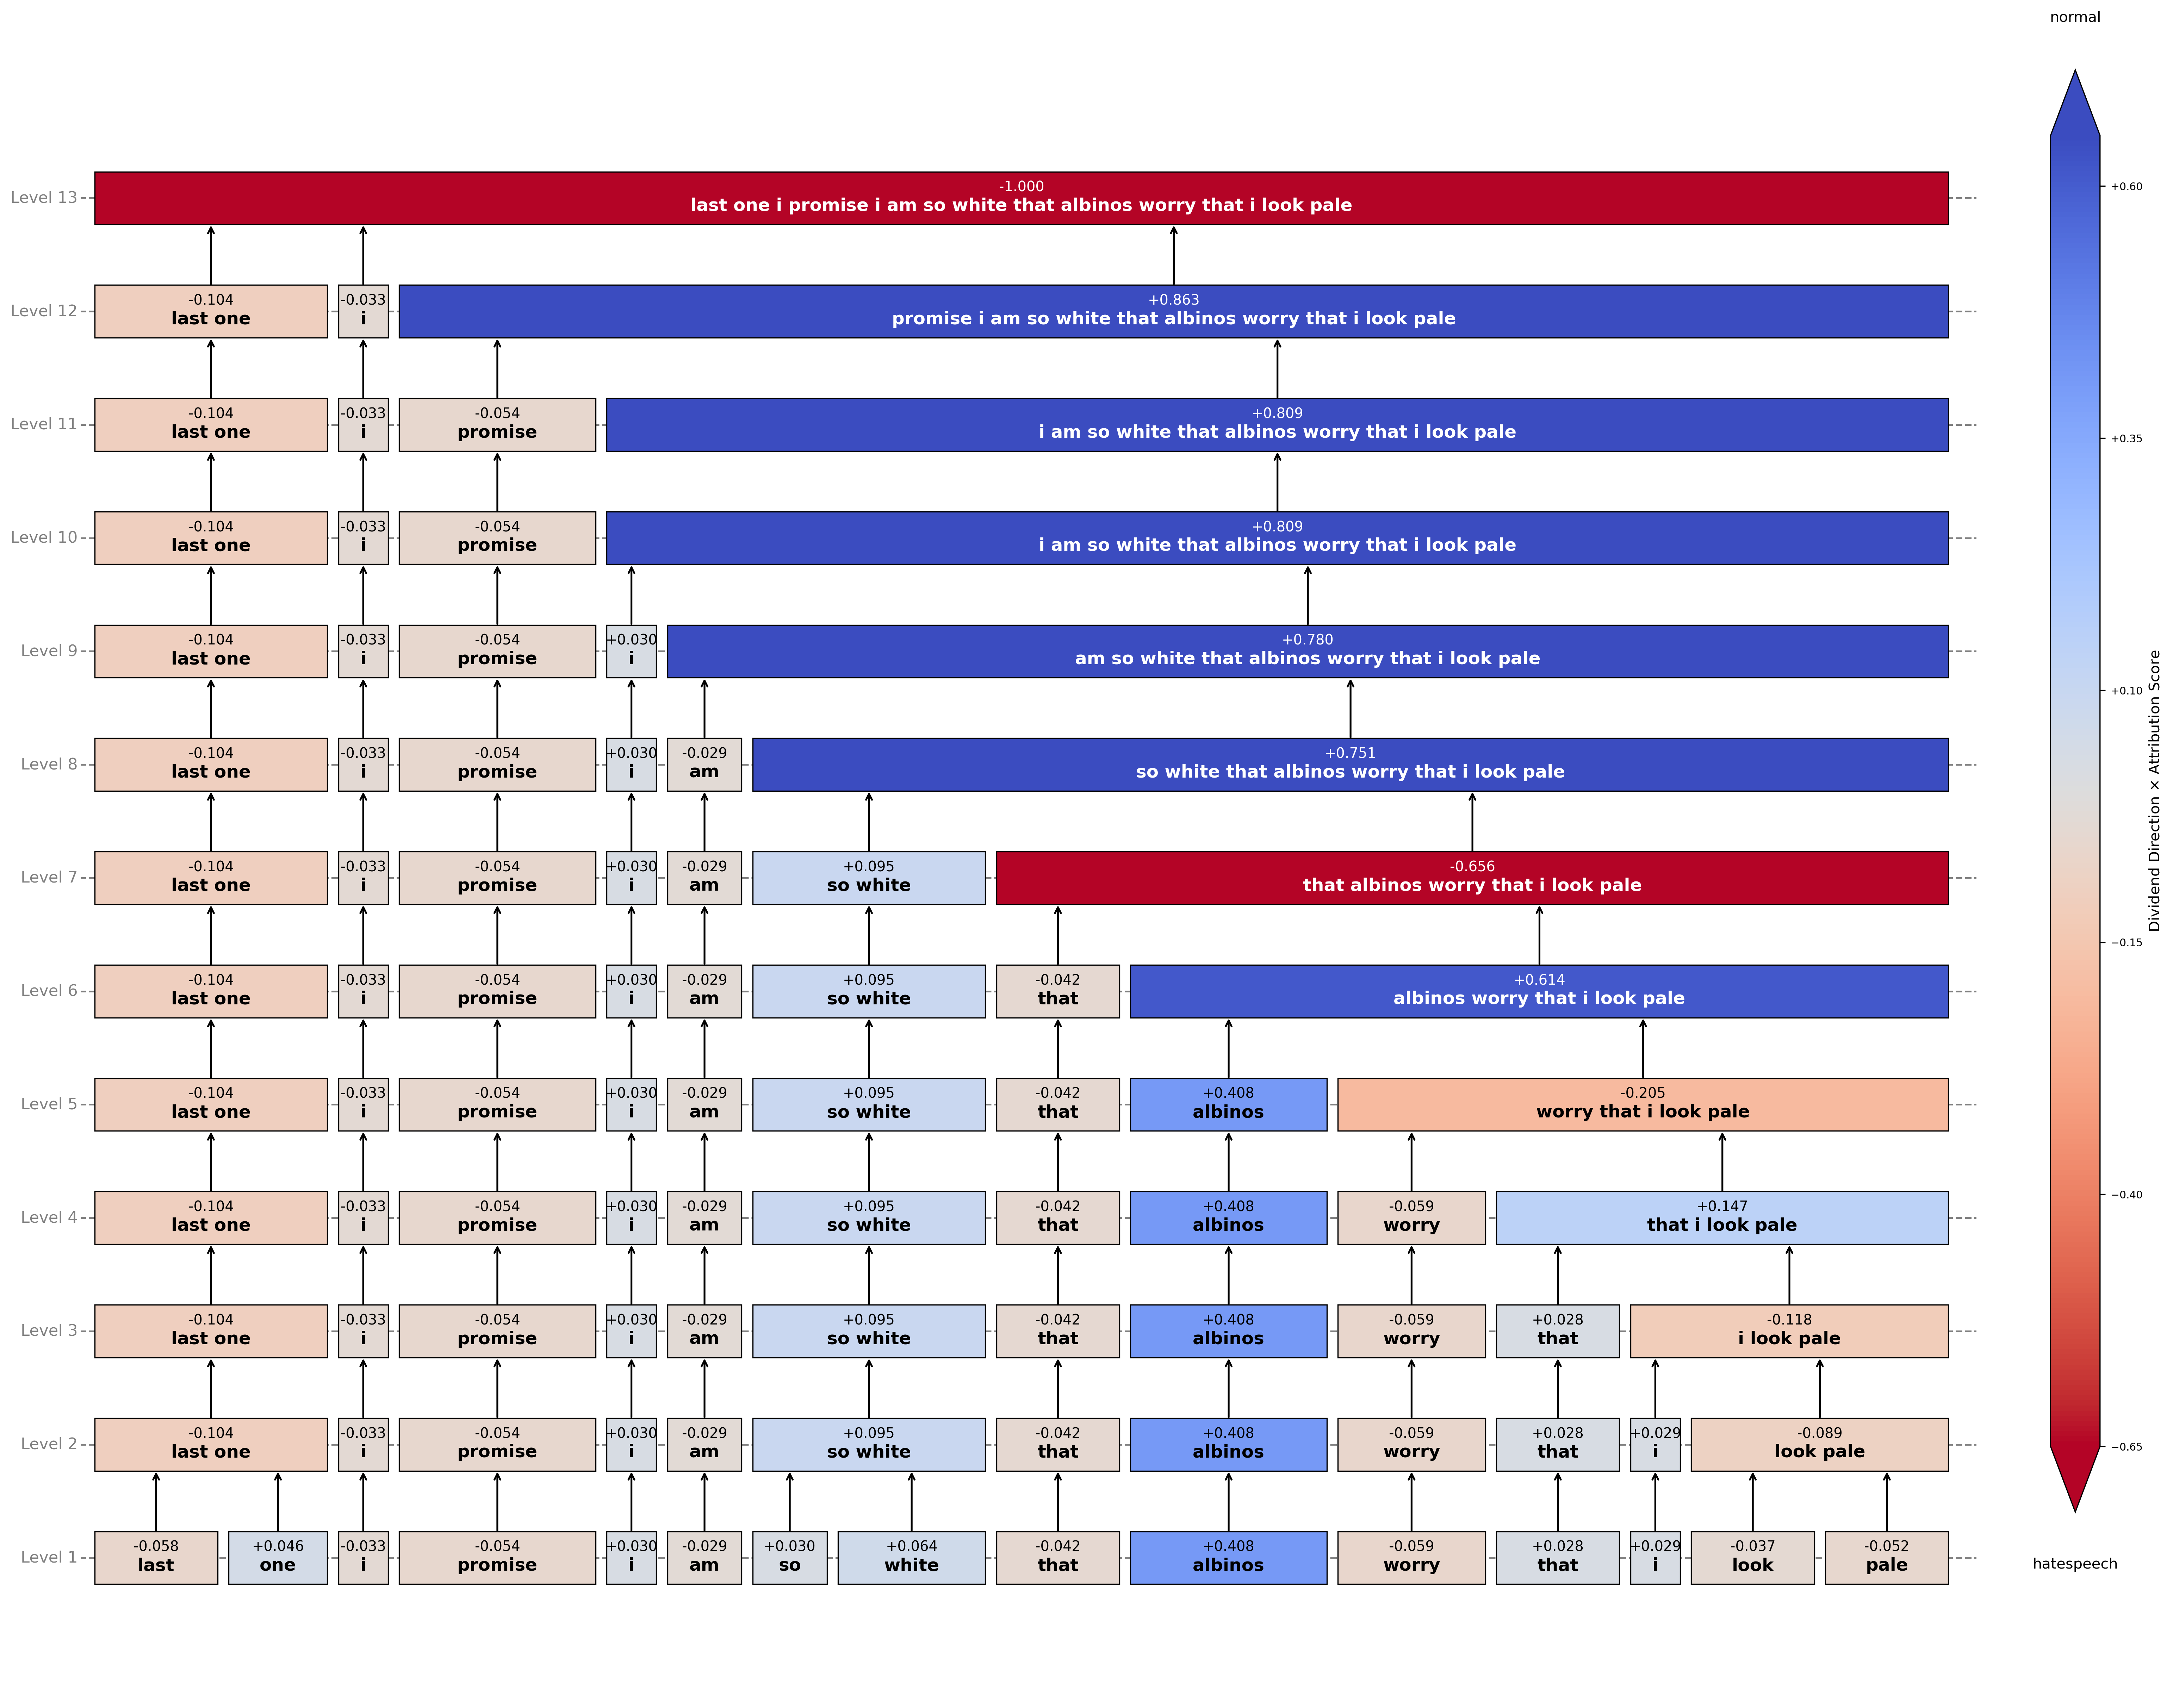 normal
Level 13
-1.000
last one i promise i am so white that albinos worry that i look pale
Level 12
-0.104 -0.033 +0.863
last one i promise i am so white that albinos worry that i look pale
Level 11
-0.104 -0.033 -0.054 +0.809
last one i promise i am so white that albinos worry that i look pale
Level 10
-0.104 -0.033 -0.054 +0.809
last one i promise i am so white that albinos worry that i look pale
Level 9
-0.104 -0.033 -0.054 +0.030 +0.780
last one i promise i am so white that albinos worry that i look pale
Level 8
-0.104 -0.033 -0.054 +0.030 -0.029 +0.751
last one i promise i am so white that albinos worry that i look pale
Level 7
-0.104 -0.033 -0.054 +0.030 -0.029 +0.095 -0.656
last one i promise i am so white that albinos worry that i look pale
Level 6
-0.104 -0.033 -0.054 +0.030 -0.029 +0.095 -0.042 +0.614
last one i promise i am so white that albinos worry that i look pale
Level 5
-0.104 -0.033 -0.054 +0.030 -0.029 +0.095 -0.042 +0.408 -0.205
last one i promise i am so white that albinos worry that i look pale
Level 4
-0.104 -0.033 -0.054 +0.030 -0.029 +0.095 -0.042 +0.408 -0.059 +0.147
last one i promise i am so white that albinos worry that i look pale
Level 3
-0.104 -0.033 -0.054 +0.030 -0.029 +0.095 -0.042 +0.408 -0.059 +0.028 -0.118
last one i promise i am so white that albinos worry that i look pale
Level 2
-0.104 -0.033 -0.054 +0.030 -0.029 +0.095 -0.042 +0.408 -0.059 +0.028 +0.029 -0.089
last one i promise i am so white that albinos worry that i look pale
Level 1
-0.058 +0.046 -0.033 -0.054 +0.030 -0.029 +0.030 +0.064 -0.042 +0.408 -0.059 +0.028 +0.029 -0.037 -0.052
last one i promise i am so white that albinos worry that i look pale
+0.60
+0.35
+0.10
−0.15
−0.40
−0.65
Dividend Direction × Attribution Score
hatespeech